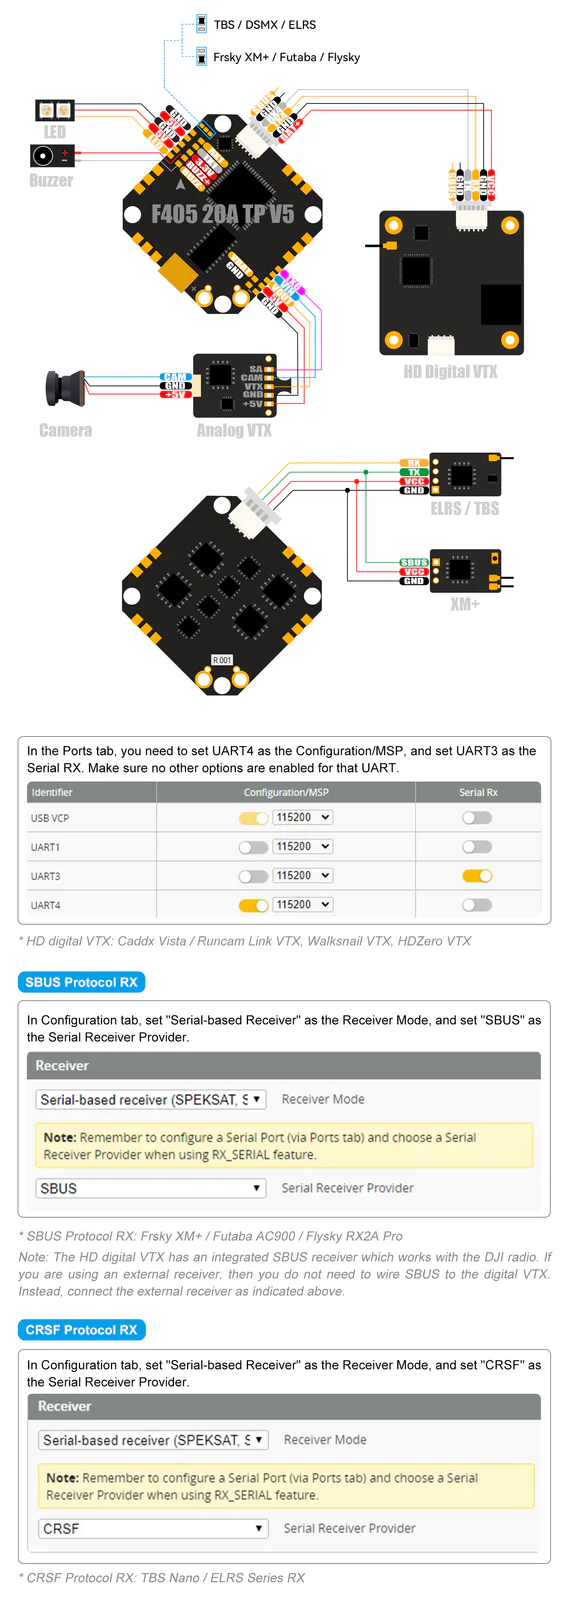 TBS / DSMX / ELRS
Frsky XM+ / Futaba / Flysky
LED
Buzzer
F405 20A TP V5
GND
BAT+
BUZZ-
GND
SBUS
GND
GND
VCC
HD Digital VTX
SA
CAM
VTX
GND
+5V
CAM
GND
+5V
Camera
Analog VTX
RX
TX
VCC
GND
ELRS / TBS
SBUS
VCC
GND
XM+
R 001
In the Ports tab, you need to set UART4 as the Configuration/MSP, and set UART3 as the
Serial RX. Make sure no other options are enabled for that UART.
Identifier Configuration/MSP Serial Rx
USB VCP 115200
UART1 115200
UART3 115200
UART4 115200
* HD digital VTX: Caddx Vista / Runcam Link VTX, Walksnail VTX, HDZero VTX
SBUS Protocol RX
In Configuration tab, set "Serial-based Receiver" as the Receiver Mode, and set "SBUS" as
the Serial Receiver Provider.
Receiver
Serial-based receiver (SPEKSAT, S Receiver Mode
Note: Remember to configure a Serial Port (via Ports tab) and choose a Serial
Receiver Provider when using RX_SERIAL feature.
SBUS Serial Receiver Provider
* SBUS Protocol RX: Frsky XM+ / Futaba AC900 / Flysky RX2A Pro
Note: The HD digital VTX has an integrated SBUS receiver which works with the DJI radio. If
you are using an external receiver, then you do not need to wire SBUS to the digital VTX.
Instead, connect the external receiver as indicated above.
CRSF Protocol RX
In Configuration tab, set "Serial-based Receiver" as the Receiver Mode, and set "CRSF" as
the Serial Receiver Provider.
Receiver
Serial-based receiver (SPEKSAT, S Receiver Mode
Note: Remember to configure a Serial Port (via Ports tab) and choose a Serial
Receiver Provider when using RX_SERIAL feature.
CRSF Serial Receiver Provider
* CRSF Protocol RX: TBS Nano / ELRS Series RX